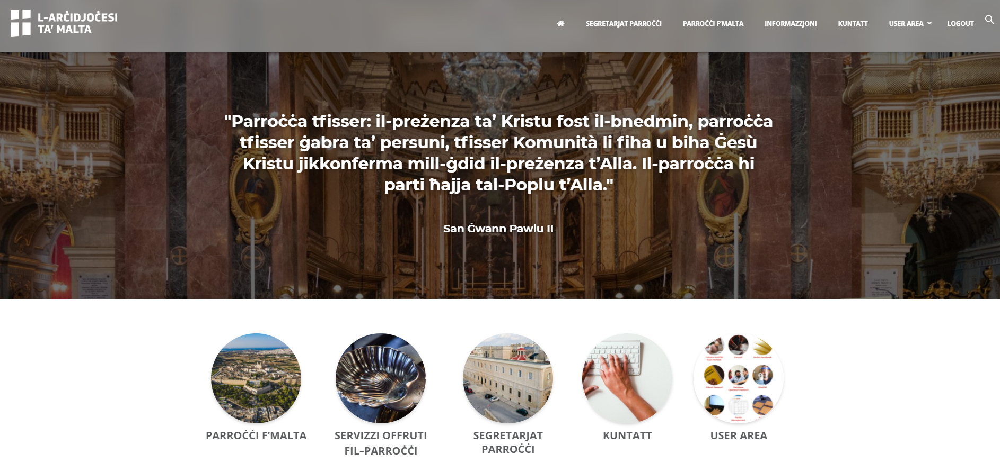 L-ARĊIDJOĊESI
TA' MALTA
SEGRETARJAT PARROĊĊI
PARROĊĊI F'MALTA
INFORMAZZJONI
KUNTATT
USER AREA
LOGOUT
"Parroċċa tfisser: il-preżenza ta' Kristu fost il-bnedmin, parroċċa
tfisser ġabra ta' persuni, tfisser Komunità li fiha u biha Ġesù
Kristu jikkonferma mill-ġdid il-preżenza t'Alla. Il-parroċċa hi
parti ħajja tal-Poplu t'Alla."
San Ġwann Pawlu II
PARROĊĊI F'MALTA
SERVIZZI OFFRUTI
FIL-PARROĊĊI
SEGRETARJAT
PARROĊĊI
KUNTATT
USER AREA